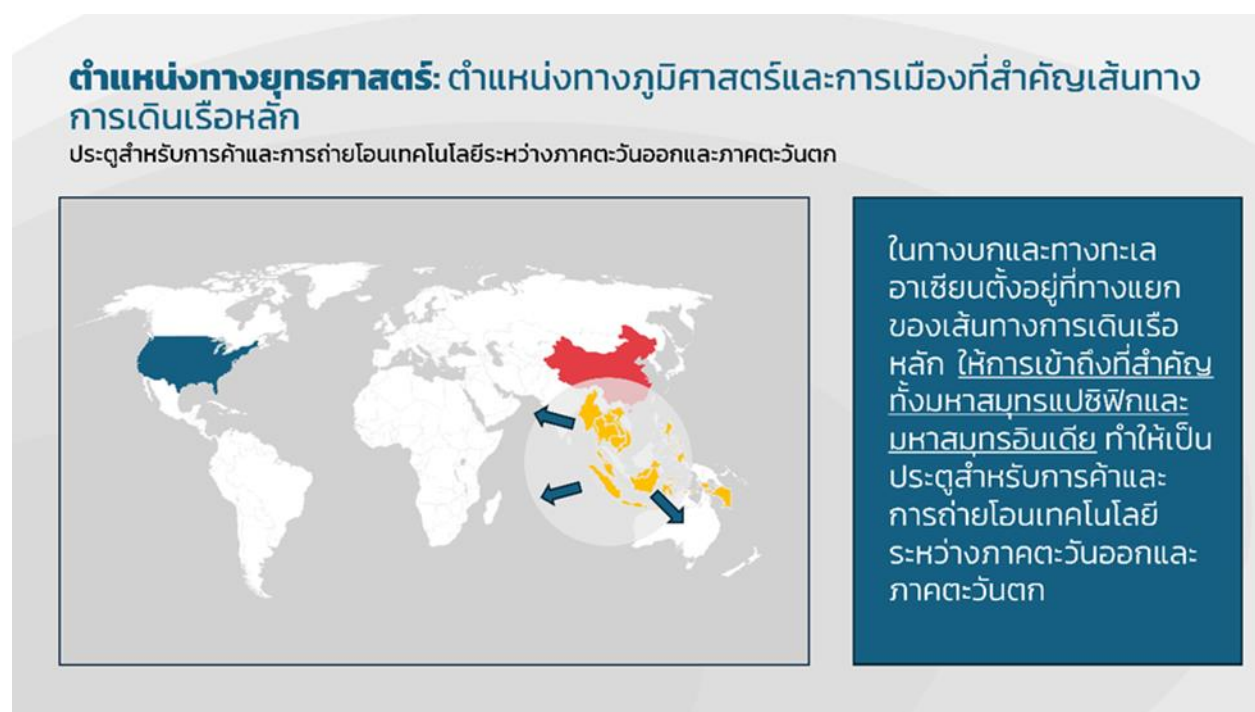 ตำแหน่งทางยุทธศาสตร์: ตำแหน่งทางภูมิศาสตร์และการเมืองที่สำคัญเส้นทาง
การเดินเรือหลัก
ประตูสำหรับการค้าและการถ่ายโอนเทคโนโลยีระหว่างภาคตะวันออกและภาคตะวันตก
ในทางบกและทางทะเล
อาเซียนตั้งอยู่ที่ทางแยก
ของเส้นทางการเดินเรือ
หลัก ให้การเข้าถึงที่สำคัญ
ทั้งมหาสมุทรแปซิฟิกและ
มหาสมุทรอินเดีย ทำให้เป็น
ประตูสำหรับการค้าและ
การถ่ายโอนเทคโนโลยี
ระหว่างภาคตะวันออกและ
ภาคตะวันตก